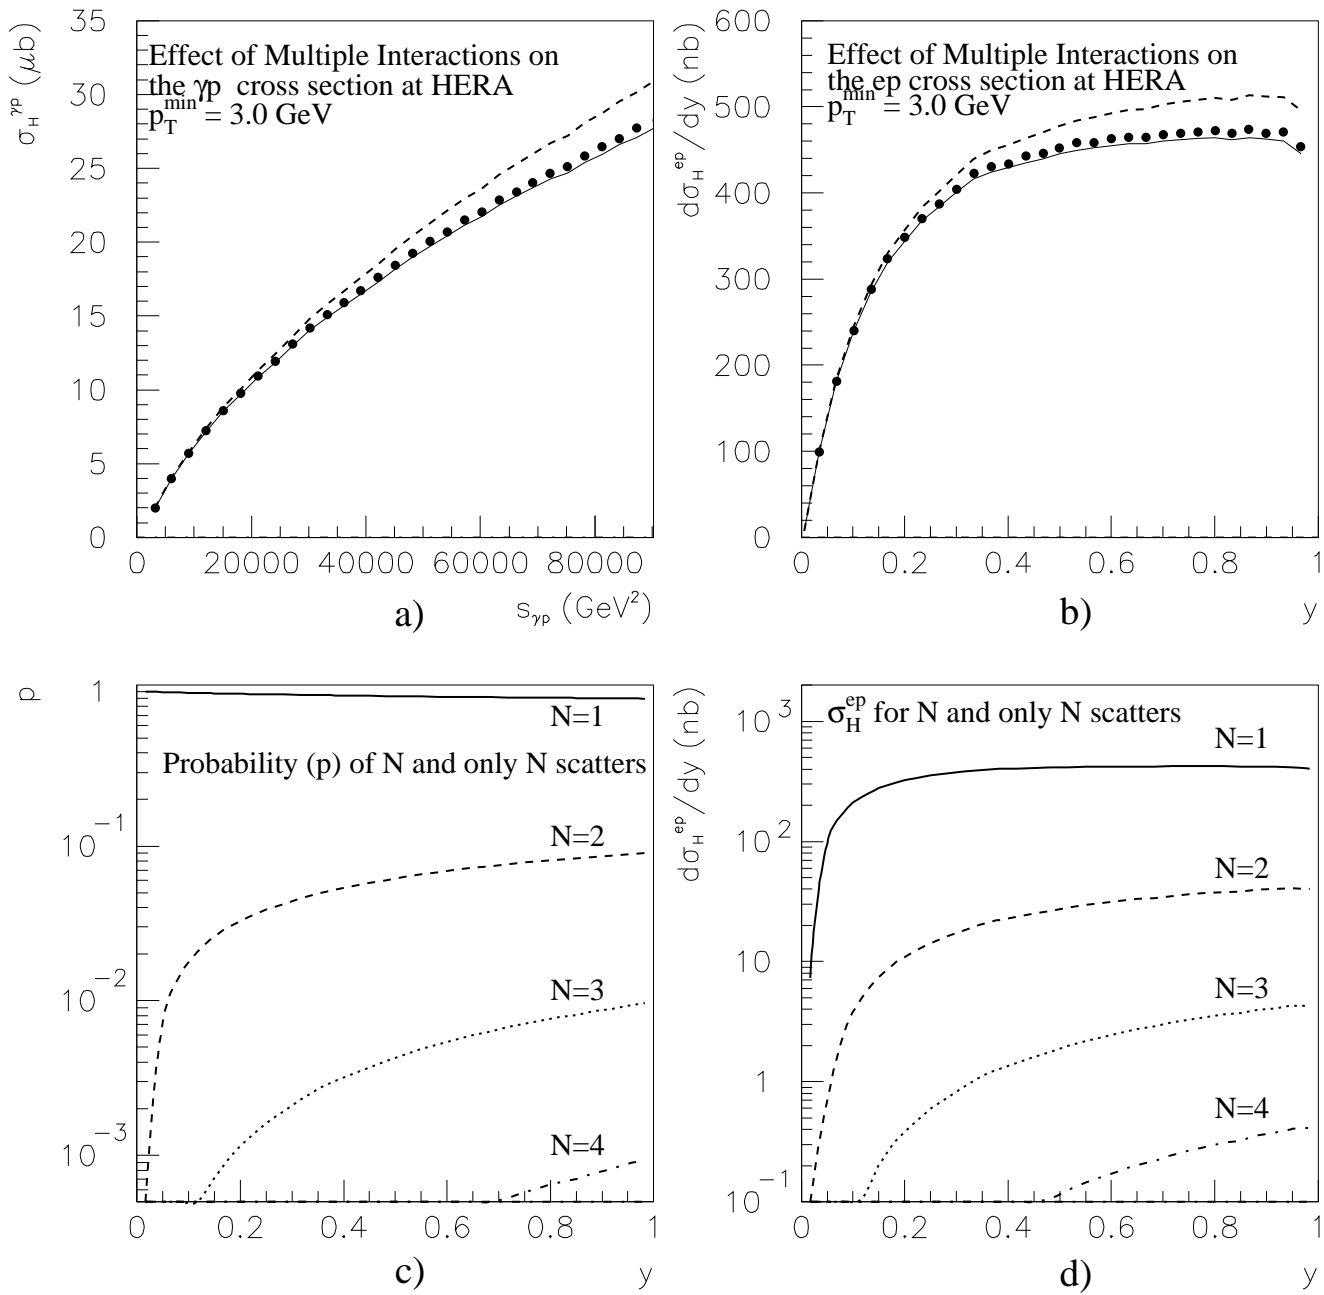 σ_H^γp (μb)
Effect of Multiple Interactions on
the γp cross section at HERA
p_T^min = 3.0 GeV
35
30
25
20
15
10
5
0
0 20000 40000 60000 80000
s_γp (GeV²)
a)
dσ_H^ep/dy (nb)
Effect of Multiple Interactions on
the ep cross section at HERA
p_T^min = 3.0 GeV
600
500
400
300
200
100
0
0 0.2 0.4 0.6 0.8 1
y
b)
p
1
10^-1
10^-2
10^-3
N=1
Probability (p) of N and only N scatters
N=2
N=3
N=4
0 0.2 0.4 0.6 0.8 1
y
c)
dσ_H^ep/dy (nb)
σ_H^ep for N and only N scatters
10^3
10^2
10
1
10^-1
N=1
N=2
N=3
N=4
0 0.2 0.4 0.6 0.8 1
y
d)